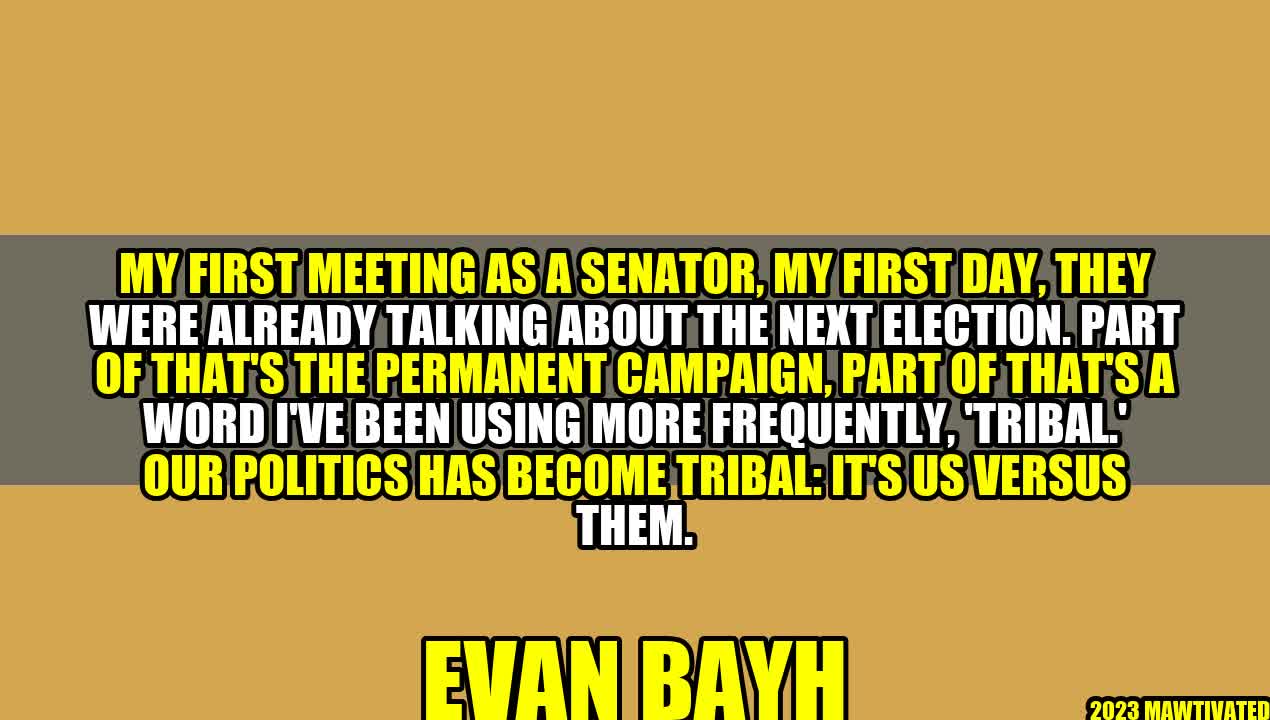 MY FIRST MEETING AS A SENATOR, MY FIRST DAY, THEY
WERE ALREADY TALKING ABOUT THE NEXT ELECTION. PART
OF THAT'S THE PERMANENT CAMPAIGN, PART OF THAT'S A
WORD I'VE BEEN USING MORE FREQUENTLY, 'TRIBAL.'
OUR POLITICS HAS BECOME TRIBAL: IT'S US VERSUS
THEM.
EVAN BAYH
2023 MAWTIVATED